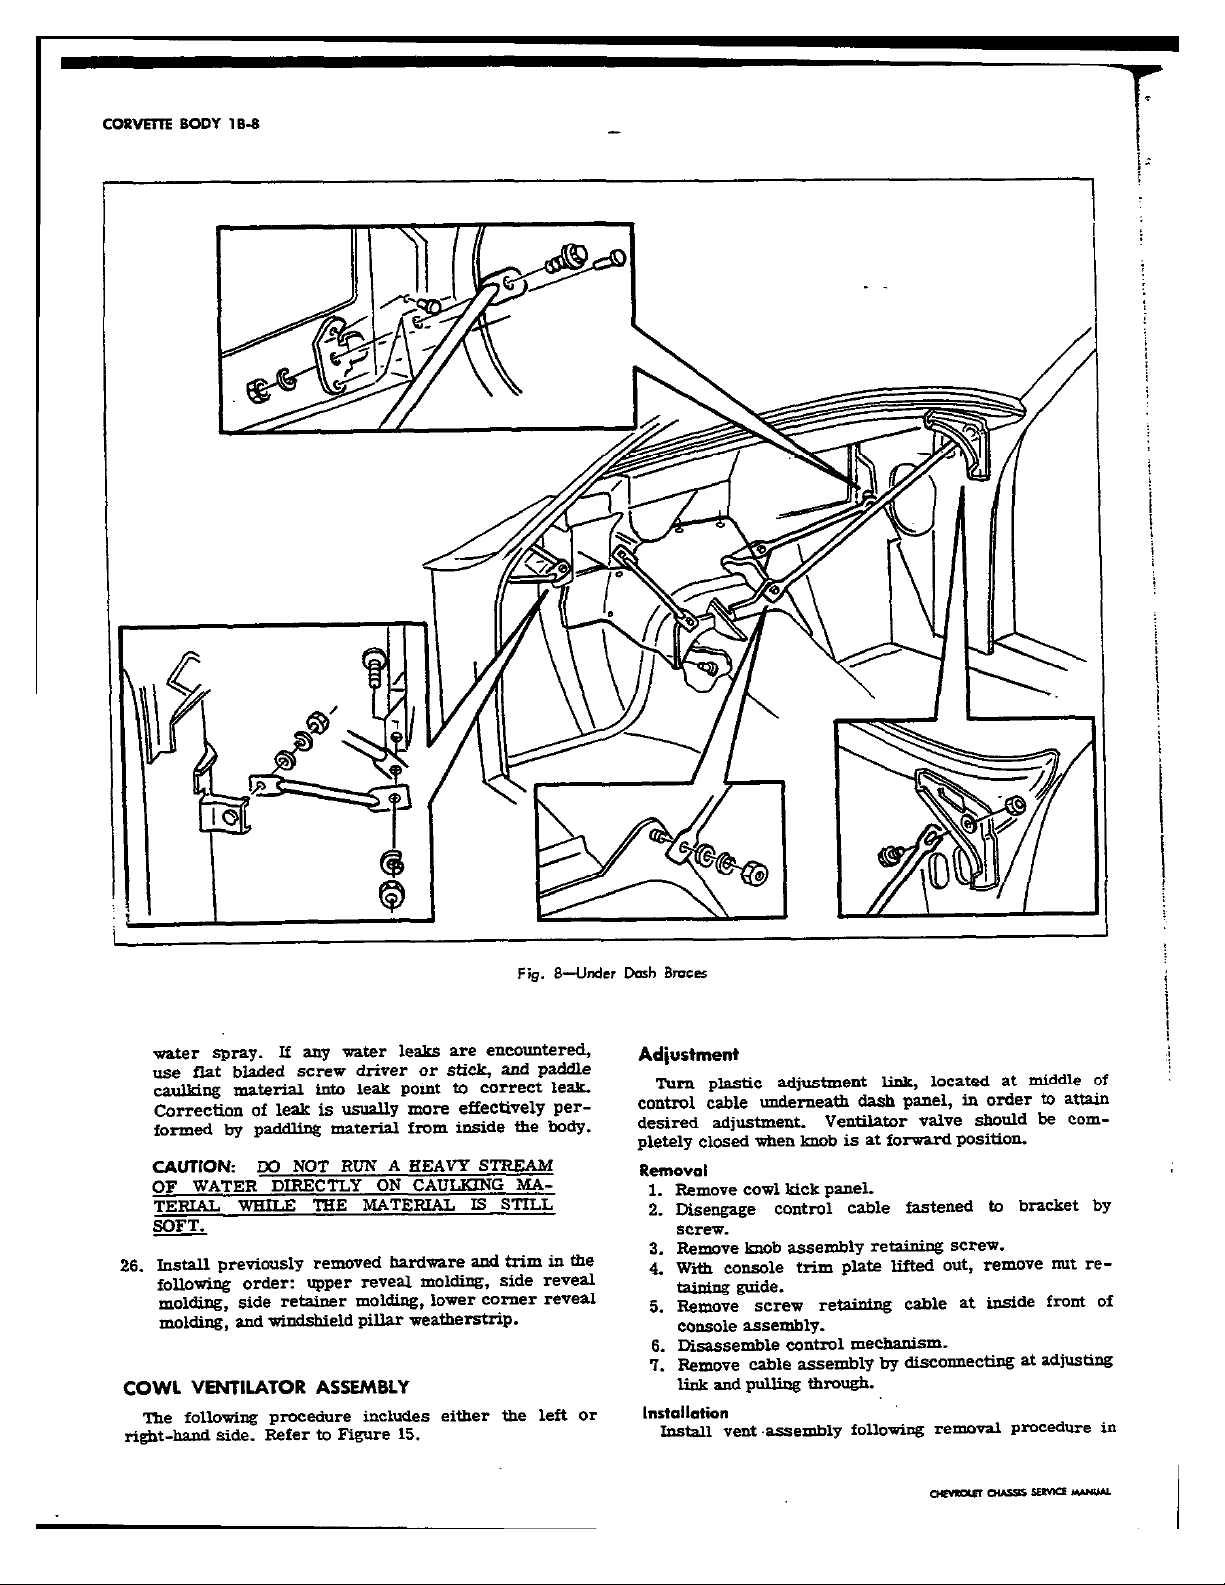 CORVETTE BODY 1B-8
Fig. 8—Under Dash Braces
water spray. If any water leaks are encountered,
use flat bladed screw driver or stick, and paddle
caulking material into leak point to correct leak.
Correction of leak is usually more effectively per-
formed by paddling material from inside the body.
CAUTION: DO NOT RUN A HEAVY STREAM
OF WATER DIRECTLY ON CAULKING MA-
TERIAL WHILE THE MATERIAL IS STILL
SOFT.
26. Install previously removed hardware and trim in the
following order: upper reveal molding, side reveal
molding, side retainer molding, lower corner reveal
molding, and windshield pillar weatherstrip.
COWL VENTILATOR ASSEMBLY
The following procedure includes either the left or
right-hand side. Refer to Figure 15.
Adjustment
Turn plastic adjustment link, located at middle of
control cable underneath dash panel, in order to attain
desired adjustment. Ventilator valve should be com-
pletely closed when knob is at forward position.
Removal
1. Remove cowl kick panel.
2. Disengage control cable fastened to bracket by
screw.
3. Remove knob assembly retaining screw.
4. With console trim plate lifted out, remove nut re-
taining guide.
5. Remove screw retaining cable at inside front of
console assembly.
6. Disassemble control mechanism.
7. Remove cable assembly by disconnecting at adjusting
link and pulling through.
Installation
Install vent assembly following removal procedure in
CHEVROLET CHASSIS SERVICE MANUAL